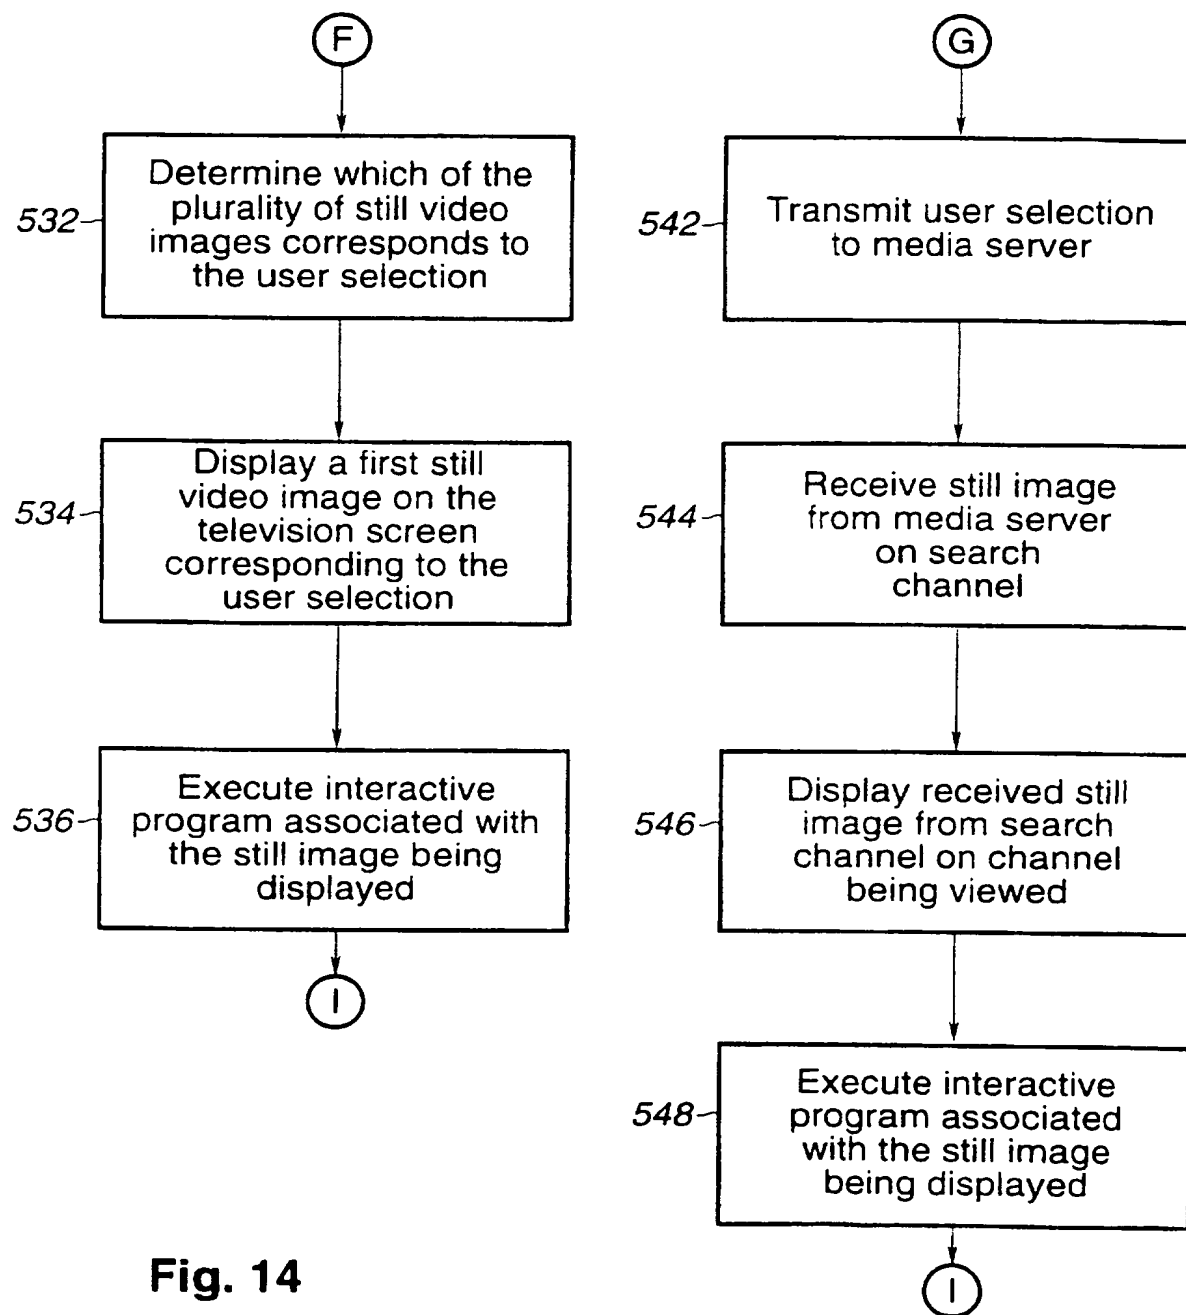 F
532
Determine which of the
plurality of still video
images corresponds to
the user selection
534
Display a first still
video image on the
television screen
corresponding to the
user selection
536
Execute interactive
program associated with
the still image being
displayed
I
G
542
Transmit user selection
to media server
544
Receive still image
from media server
on search
channel
546
Display received still
image from search
channel on channel
being viewed
548
Execute interactive
program associated
with the still image
being displayed
I
Fig. 14